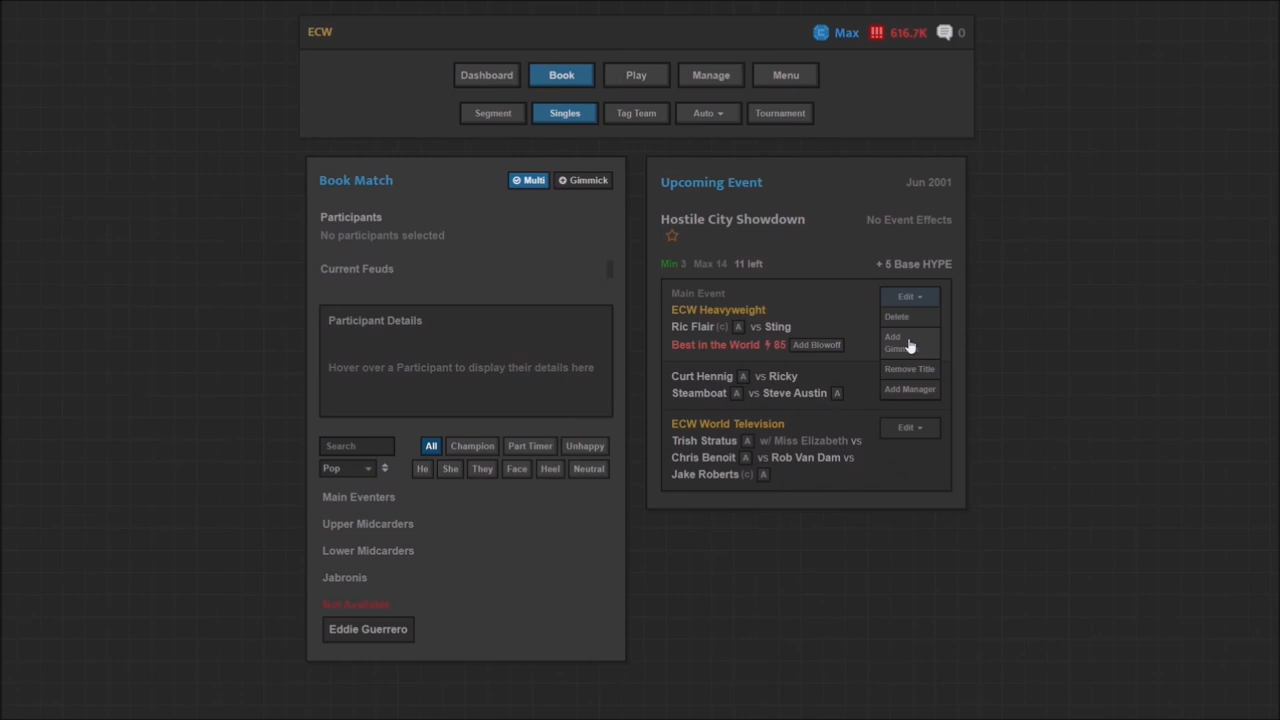 ECW
Max 616.7K 0
Dashboard Book Play Manage Menu
Segment Singles Tag Team Auto Tournament
Book Match Multi Gimmick
Participants
No participants selected
Current Feuds
Participant Details
Hover over a Participant to display their details here
Search All Champion Part Timer Unhappy
Pop He She They Face Heel Neutral
Main Eventers
Upper Midcarders
Lower Midcarders
Jabronis
Not Available
Eddie Guerrero
Upcoming Event Jun 2001
Hostile City Showdown No Event Effects
Min 3 Max 14 11 left + 5 Base HYPE
Main Event Edit
ECW Heavyweight Delete
Ric Flair (c) A vs Sting Add
Best in the World 85 Add Blowoff
Remove Title
Curt Hennig A vs Ricky
Add Manager
Steamboat A vs Steve Austin A
ECW World Television Edit
Trish Stratus A w/ Miss Elizabeth vs
Chris Benoit A vs Rob Van Dam vs
Jake Roberts (c) A